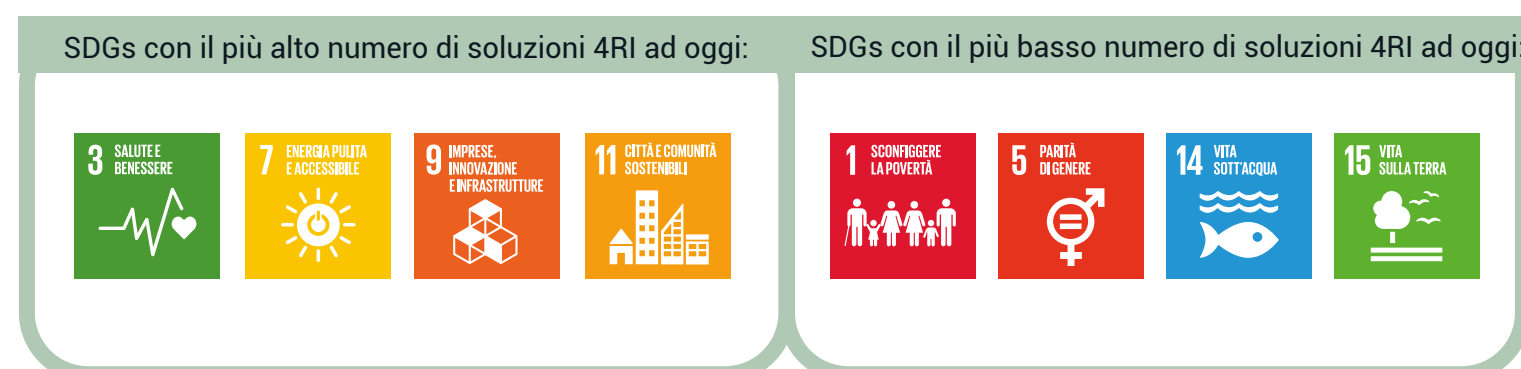 SDGs con il più alto numero di soluzioni 4RI ad oggi:
3 SALUTE E
BENESSERE
7 ENERGIA PULITA
E ACCESSIBILE
9 IMPRESE,
INNOVAZIONE
E INFRASTRUTTURE
11 CITTÀ E COMUNITÀ
SOSTENIBILI
SDGs con il più basso numero di soluzioni 4RI ad oggi:
1 SCONFIGGERE
LA POVERTÀ
5 PARITÀ
DI GENERE
14 VITA
SOTT'ACQUA
15 VITA
SULLA TERRA